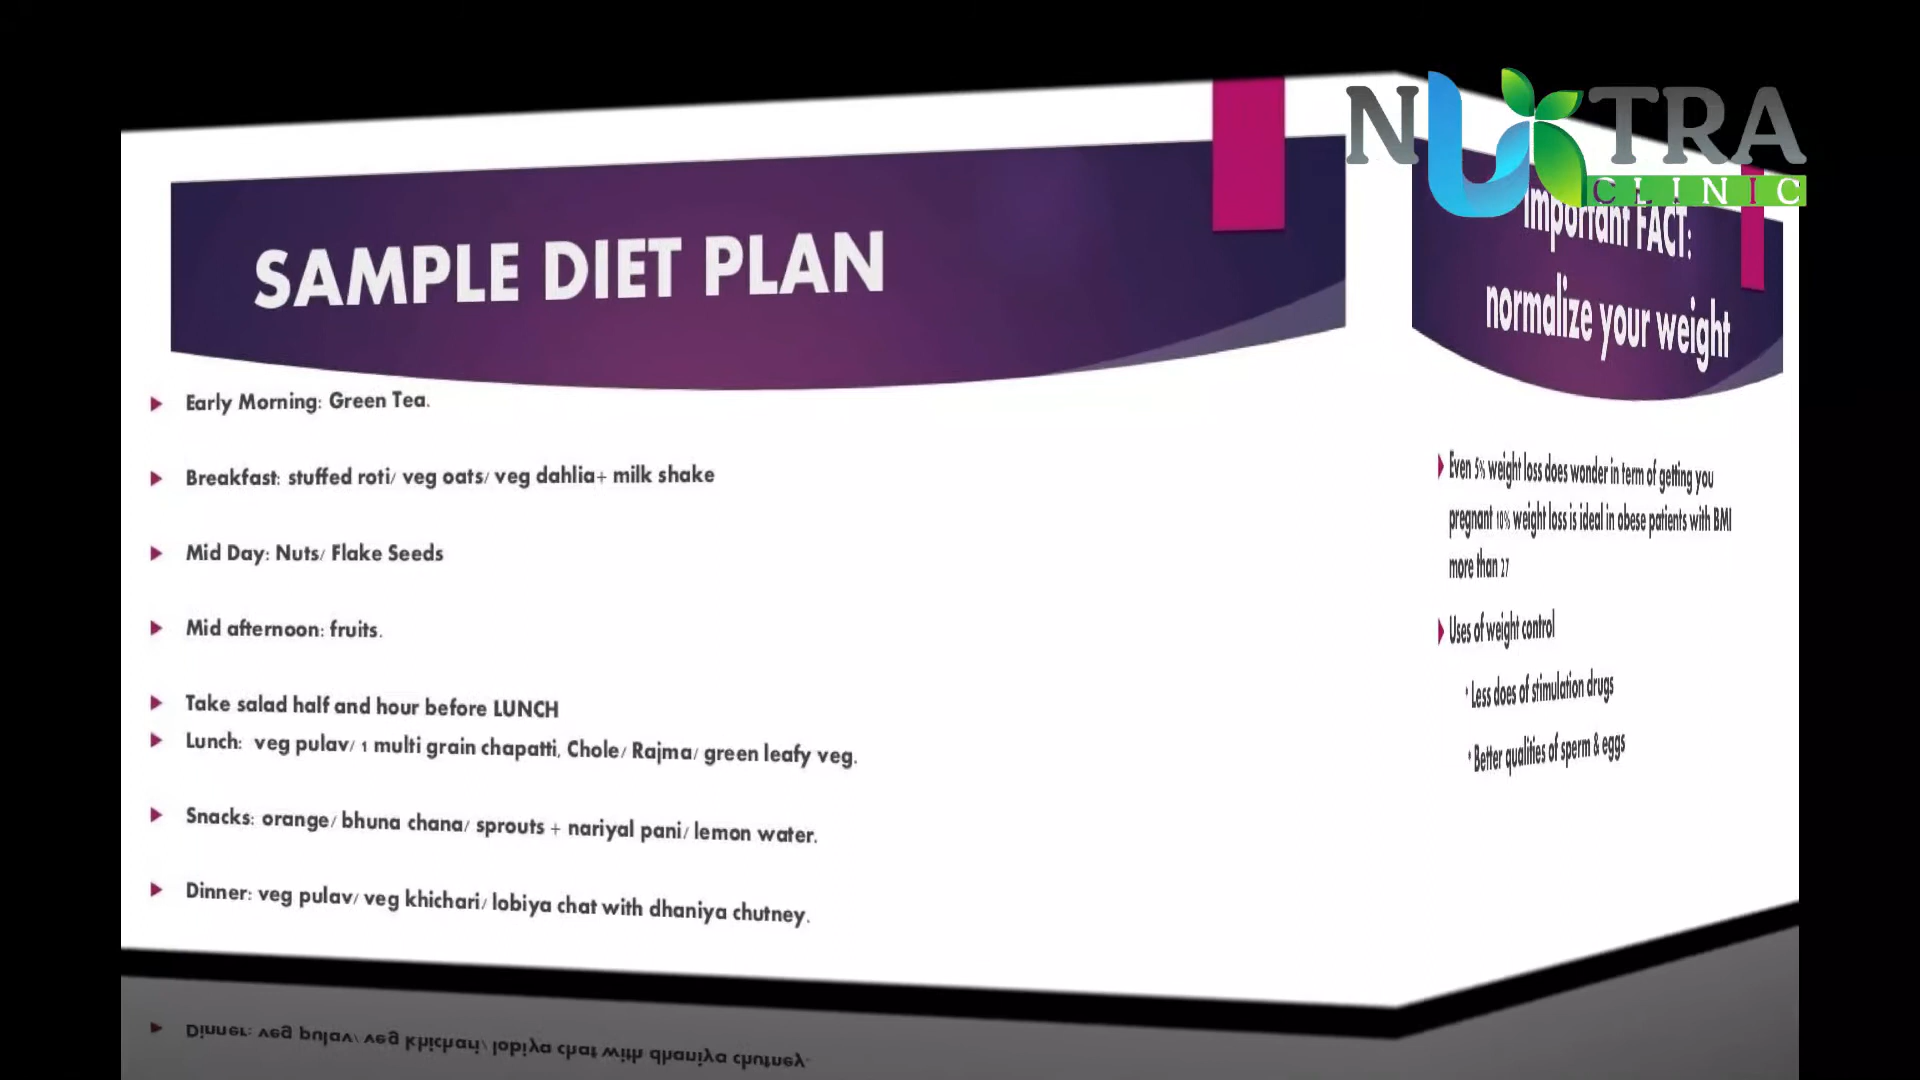 NUTRA
CLINIC
SAMPLE DIET PLAN
Early Morning: Green Tea.
Breakfast: stuffed roti/ veg oats/ veg dahlia+ milk shake
Mid Day: Nuts/ Flake Seeds
Mid afternoon: fruits.
Take salad half and hour before LUNCH
Lunch: veg pulav/ 1 multi grain chapatti, Chole/ Rajma/ green leafy veg.
Snacks: orange/ bhuna chana/ sprouts + nariyal pani/ lemon water.
Dinner: veg pulav/ veg khichari/ lobiya chat with dhaniya chutney.
Important FACT:
normalize your weight
Even 5% weight loss does wonder in term of getting you
pregnant 10% weight loss is ideal in obese patients with BMI
more than 27
Uses of weight control
Less does of stimulation drugs
Better qualities of sperm & eggs
Dinner: veg pulav/ veg khichari/ lobiya chat with dhaniya chutney.